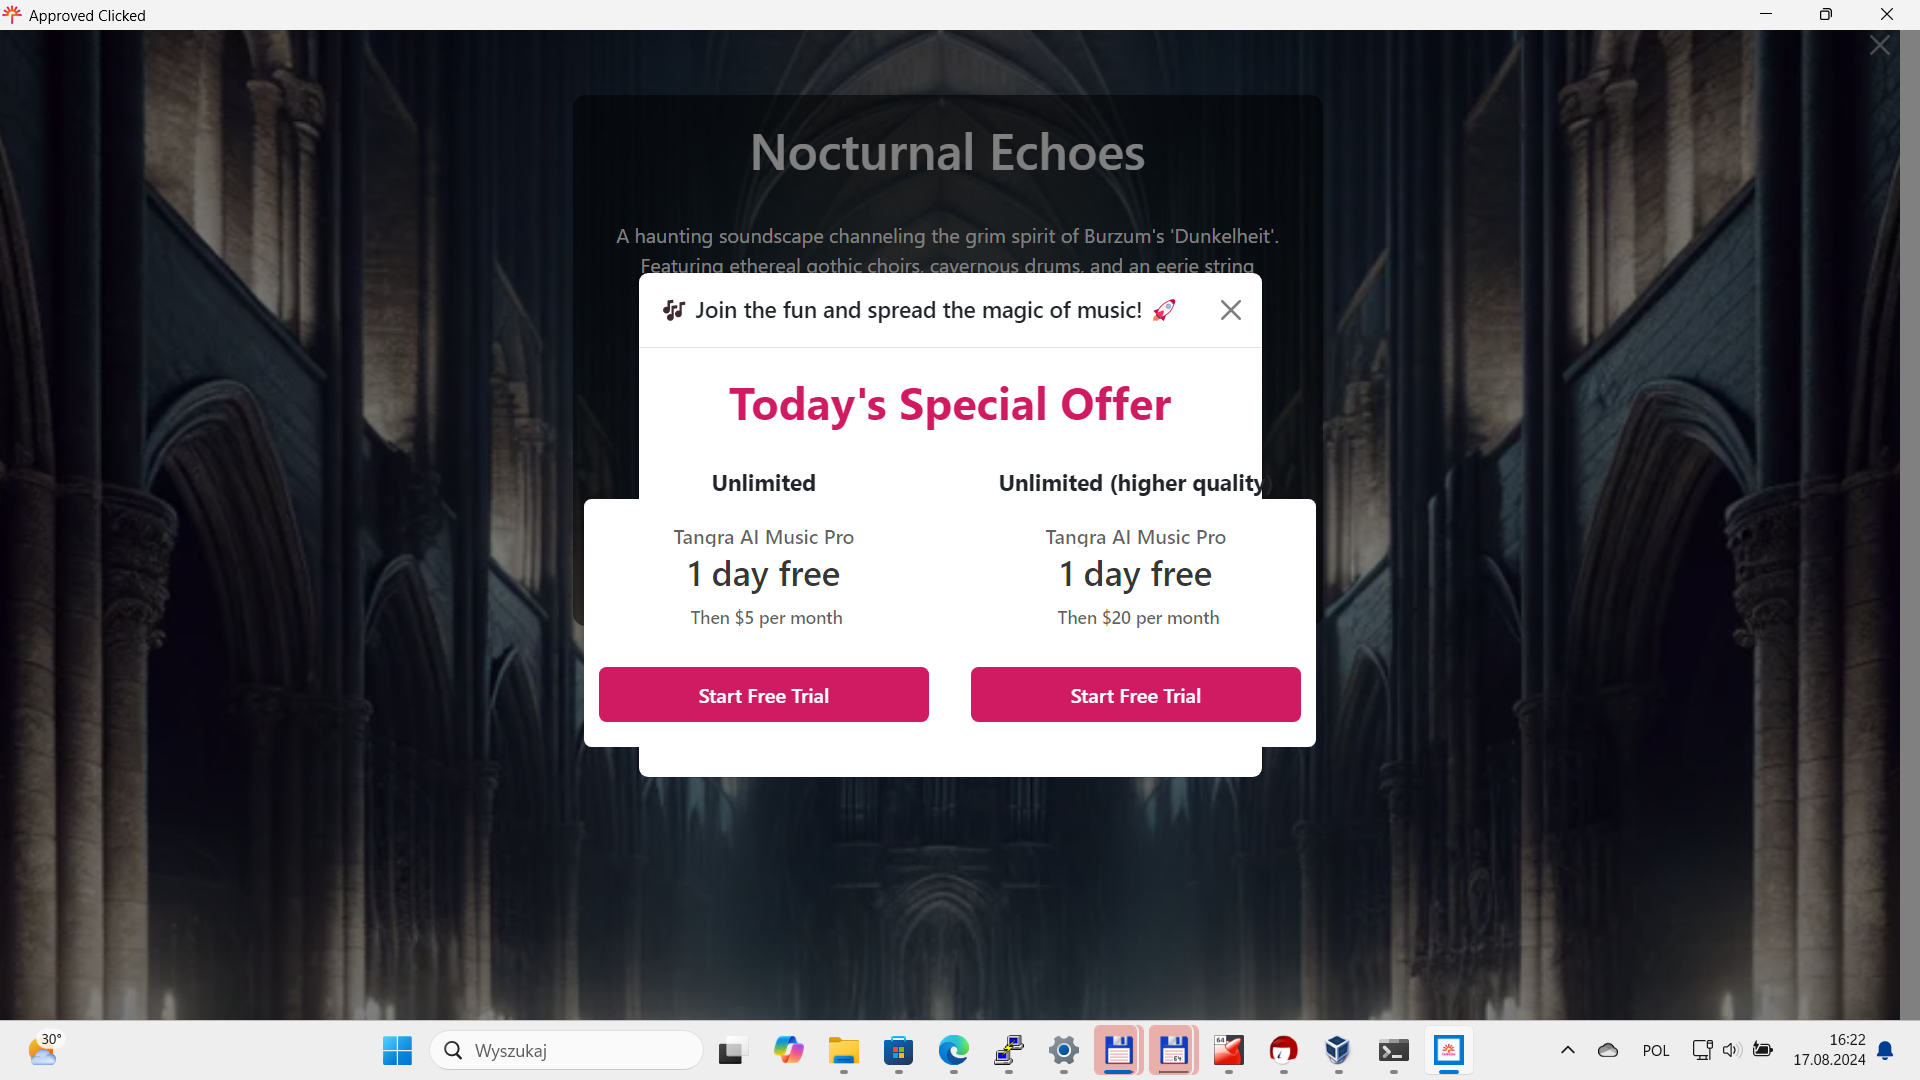 Approved Clicked
Nocturnal Echoes
A haunting soundscape channeling the grim spirit of Burzum's 'Dunkelheit'.
Featuring ethereal gothic choirs, cavernous drums, and an eerie string
🎶 Join the fun and spread the magic of music! 🚀
Today's Special Offer
Unlimited
Tangra AI Music Pro
1 day free
Then $5 per month
Start Free Trial
Unlimited (higher quality)
Tangra AI Music Pro
1 day free
Then $20 per month
Start Free Trial
30°
Wyszukaj
64
64
POL
16:22
17.08.2024